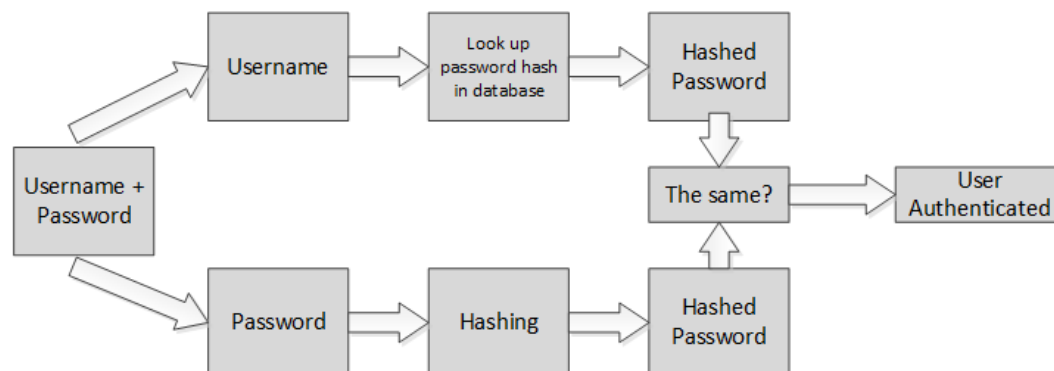 Username
Look up
password hash
in database
Hashed
Password
Username +
Password
The same?
User
Authenticated
Password
Hashing
Hashed
Password